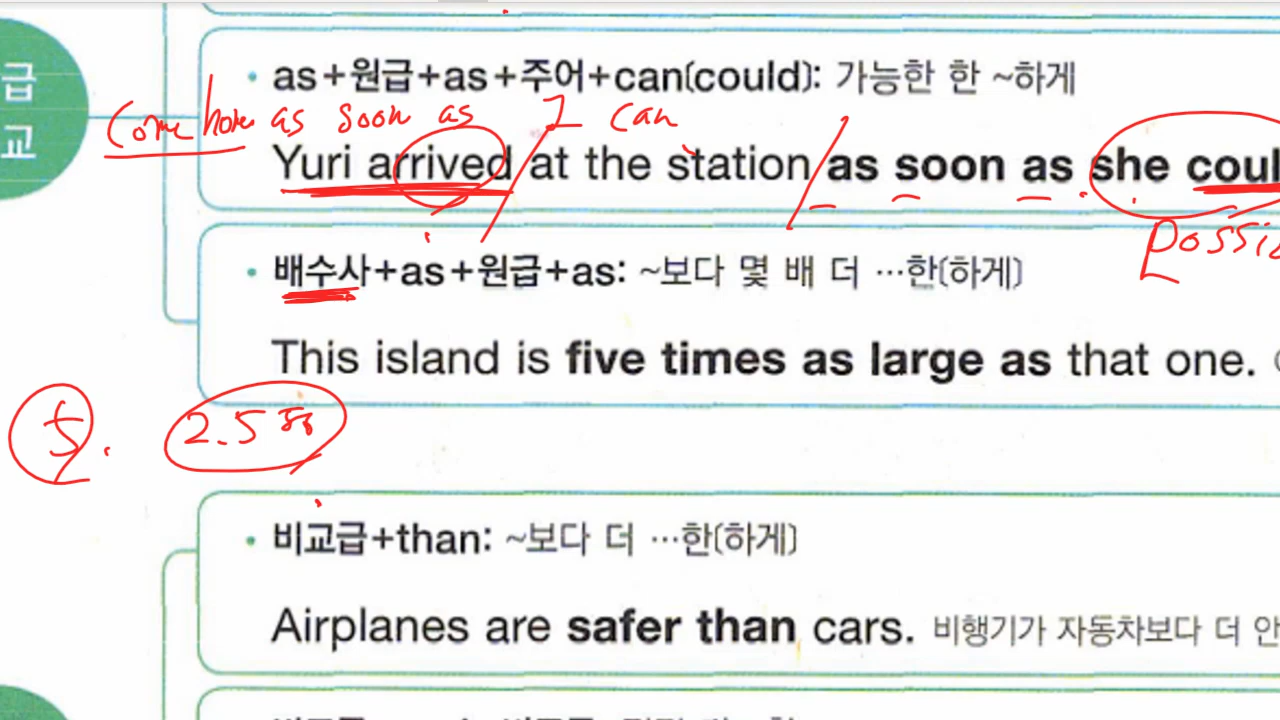 급
교
as+원급+as+주어+can(could): 가능한 한 ~하게
Come home as soon as I can
Yuri arrived at the station as soon as she coul
possi
배수사+as+원급+as: ~보다 몇 배 더 …한(하게)
This island is five times as large as that one.
2.5배
비교급+than: ~보다 더 …한(하게)
Airplanes are safer than cars. 비행기가 자동차보다 더 안